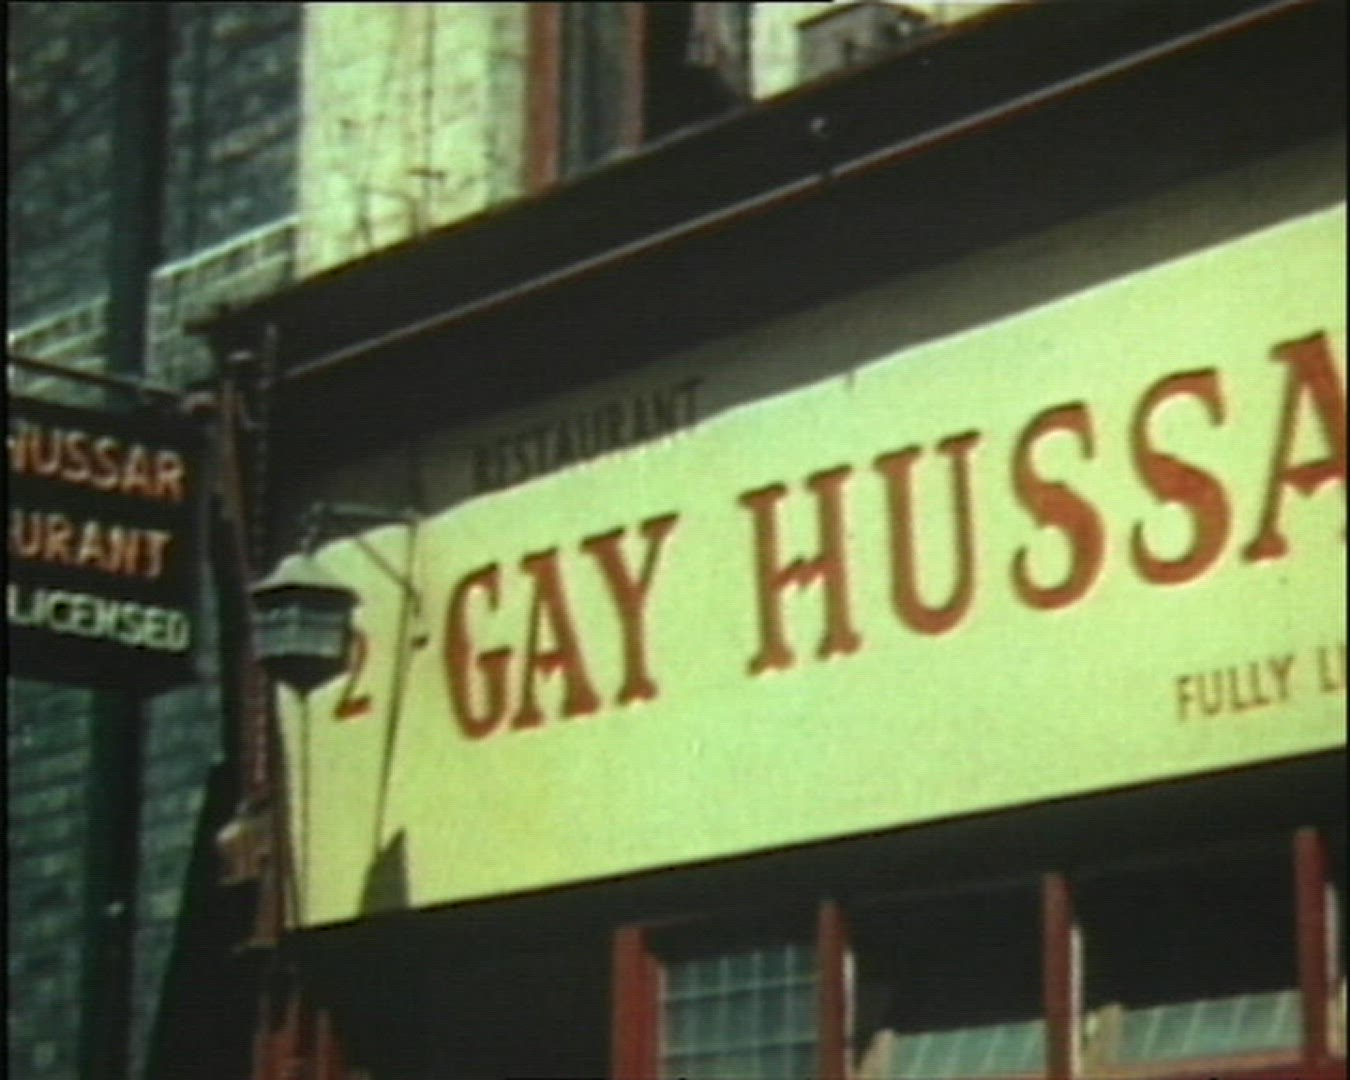 HUSSAR
URANT
LICENSED
RESTAURANT
2 GAY HUSSA
FULLY LI